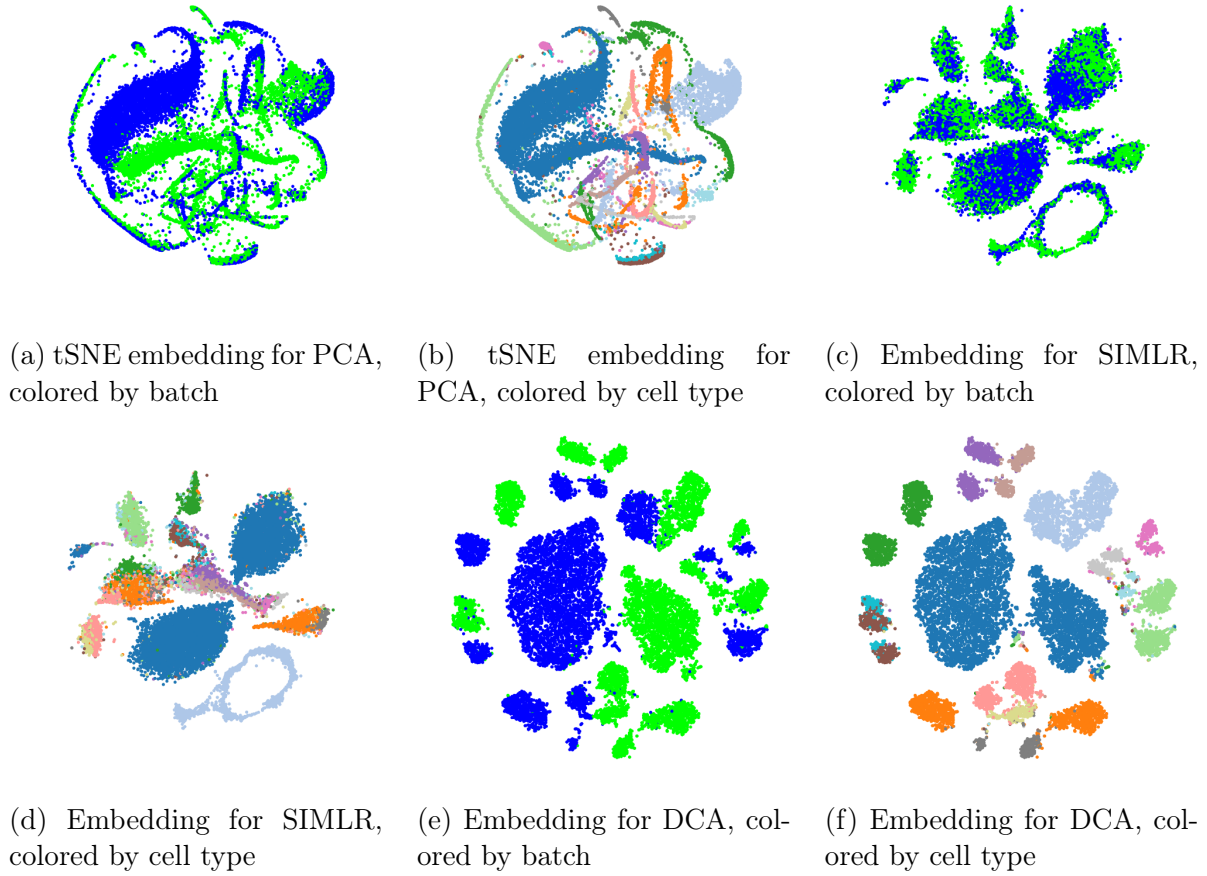 (a) tSNE embedding for PCA,
colored by batch
(b) tSNE embedding for
PCA, colored by cell type
(c) Embedding for SIMLR,
colored by batch
(d) Embedding for SIMLR,
colored by cell type
(e) Embedding for DCA, col-
ored by batch
(f) Embedding for DCA, col-
ored by cell type